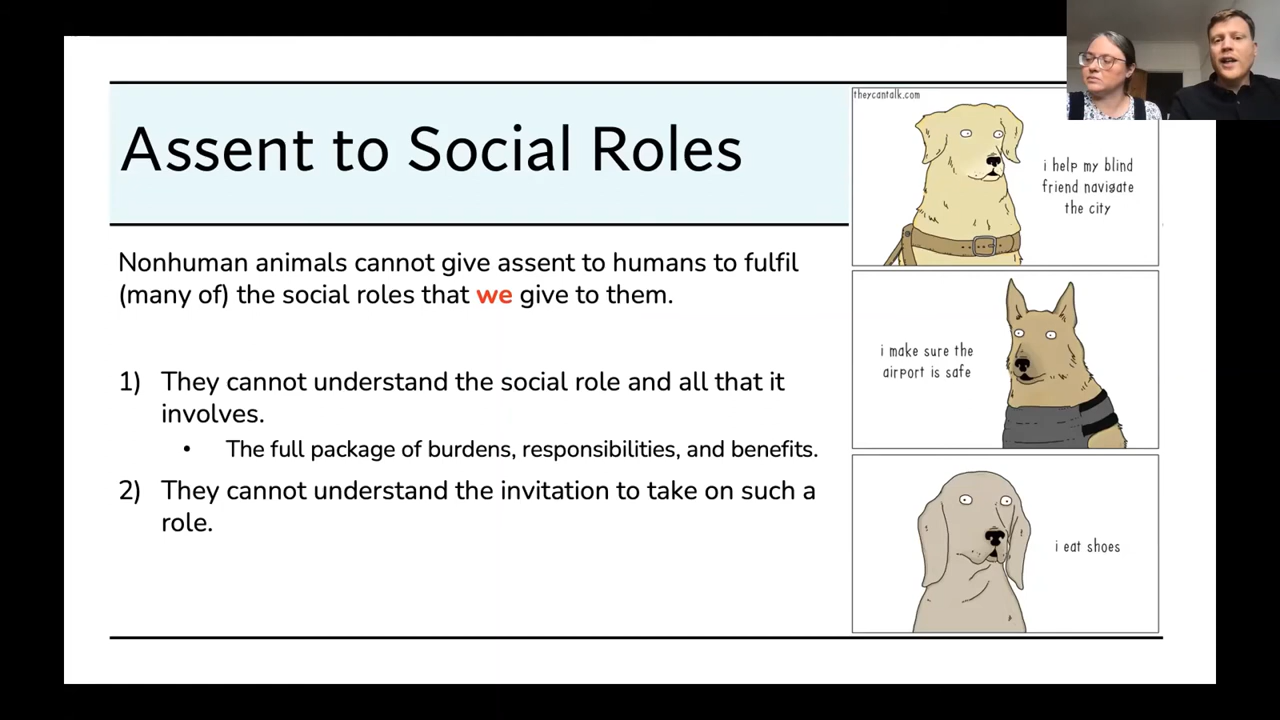 Assent to Social Roles
Nonhuman animals cannot give assent to humans to fulfil
(many of) the social roles that we give to them.
1) They cannot understand the social role and all that it
involves.
• The full package of burdens, responsibilities, and benefits.
2) They cannot understand the invitation to take on such a
role.
theycantalk.com
i help my blind
friend navigate
the city
i make sure the
airport is safe
i eat shoes